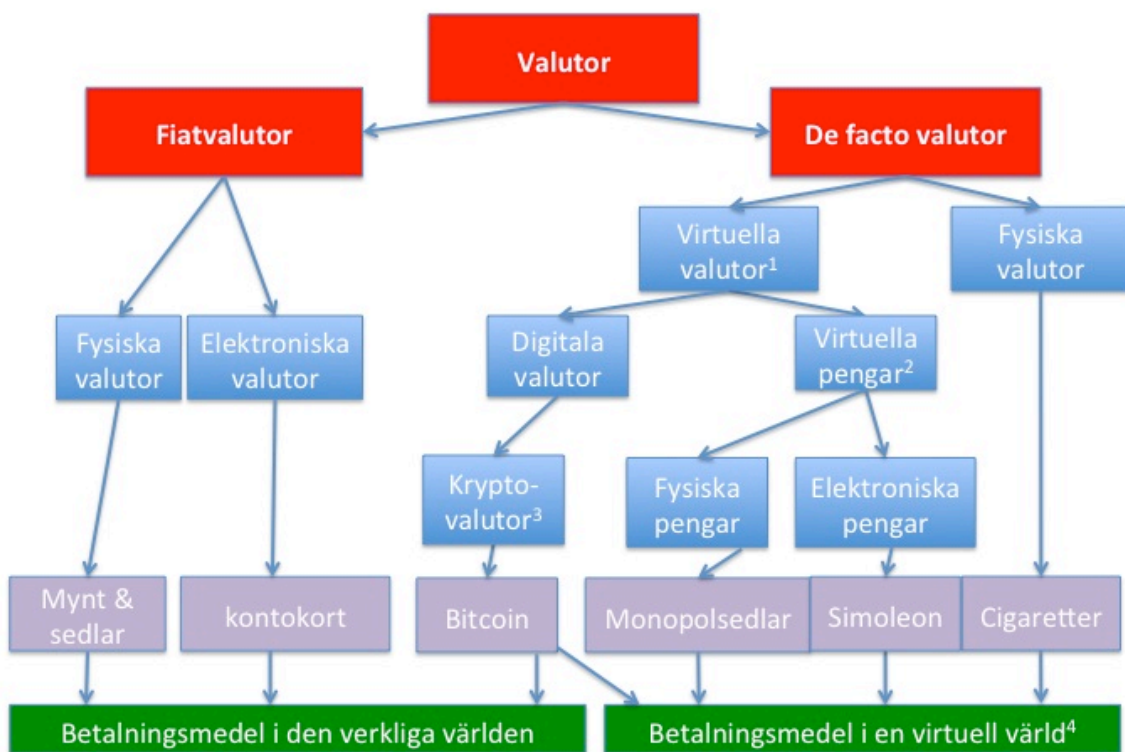 Valutor
Fiatvalutor
De facto valutor
Virtuella
valutor¹
Fysiska
valutor
Fysiska
valutor
Elektroniska
valutor
Digitala
valutor
Virtuella
pengar²
Krypto-
valutor³
Fysiska
pengar
Elektroniska
pengar
Mynt &
sedlar
kontokort
Bitcoin
Monopolsedlar
Simoleon
Cigaretter
Betalningsmedel i den verkliga världen
Betalningsmedel i en virtuell värld⁴